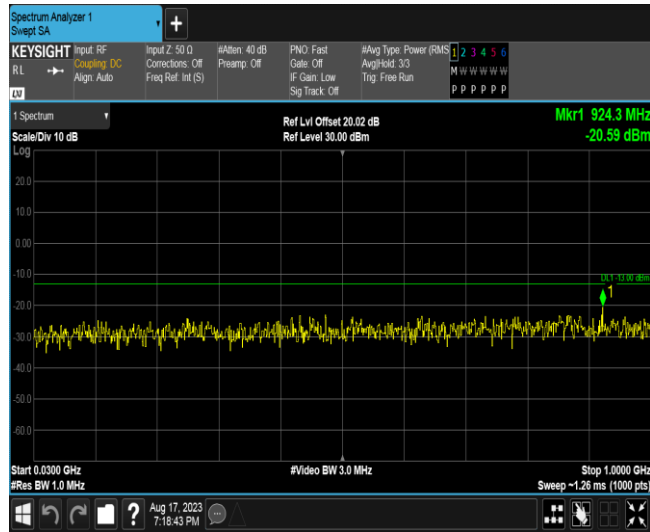 Spectrum Analyzer 1
Swept SA
+
KEYSIGHT
RL
LXI
Input: RF
Coupling: DC
Align: Auto
Input Z: 50 Ω
Corrections: Off
Freq Ref: Int (S)
#Atten: 40 dB
Preamp: Off
PNO: Fast
Gate: Off
IF Gain: Low
Sig Track: Off
#Avg Type: Power (RMS
Avg|Hold: 3/3
Trig: Free Run
1 2 3 4 5 6
M W W W W W
P P P P P P
1 Spectrum
Scale/Div 10 dB
Ref Lvl Offset 20.02 dB
Ref Level 30.00 dBm
Mkr1 924.3 MHz
-20.59 dBm
Log
20.0
10.0
0.00
-10.0
DL1 -13.00 dBm
1
-20.0
-30.0
-40.0
-50.0
-60.0
Start 0.0300 GHz
#Res BW 1.0 MHz
#Video BW 3.0 MHz
Stop 1.0000 GHz
Sweep ~1.26 ms (1000 pts)
?
Aug 17, 2023
7:18:43 PM